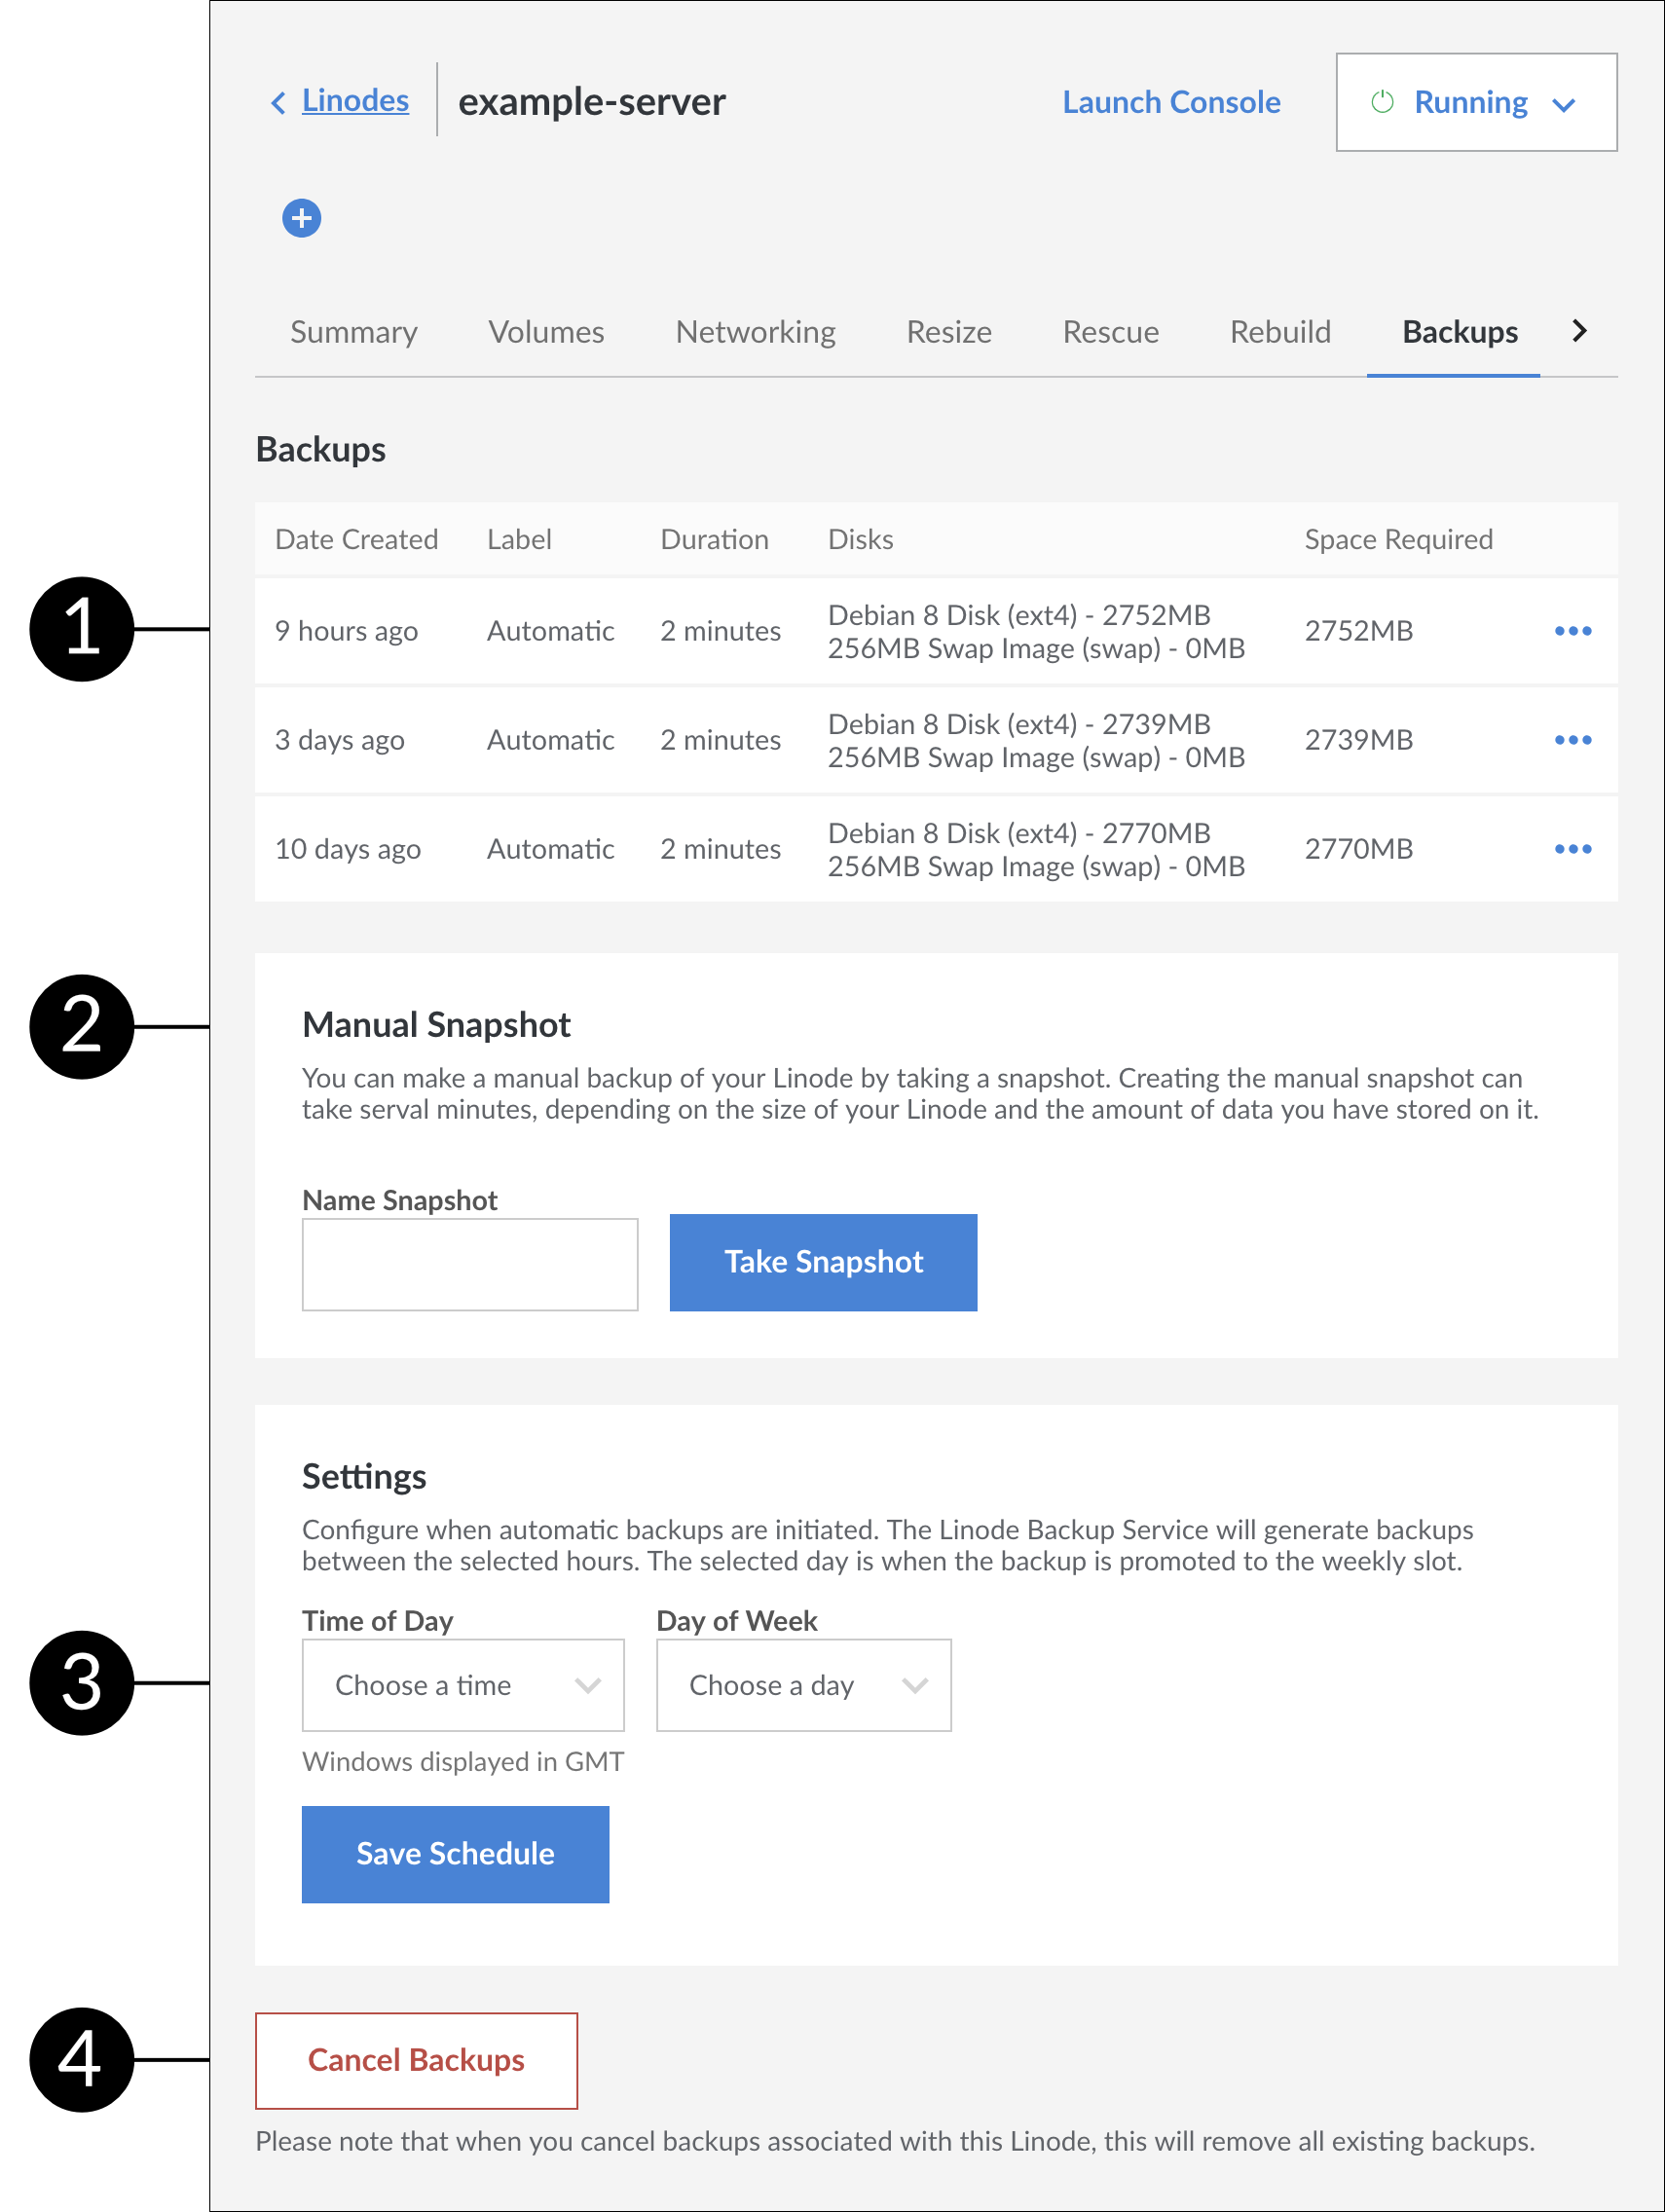 Linodes
example-server
Launch Console
Running
Summary Volumes Networking Resize Rescue Rebuild Backups
Backups
Date Created Label Duration Disks Space Required
1
9 hours ago Automatic 2 minutes Debian 8 Disk (ext4) - 2752MB 2752MB
256MB Swap Image (swap) - 0MB
3 days ago Automatic 2 minutes Debian 8 Disk (ext4) - 2739MB 2739MB
256MB Swap Image (swap) - 0MB
10 days ago Automatic 2 minutes Debian 8 Disk (ext4) - 2770MB 2770MB
256MB Swap Image (swap) - 0MB
2
Manual Snapshot
You can make a manual backup of your Linode by taking a snapshot. Creating the manual snapshot can
take serval minutes, depending on the size of your Linode and the amount of data you have stored on it.
Name Snapshot
Take Snapshot
Settings
Configure when automatic backups are initiated. The Linode Backup Service will generate backups
between the selected hours. The selected day is when the backup is promoted to the weekly slot.
Time of Day Day of Week
3
Choose a time Choose a day
Windows displayed in GMT
Save Schedule
4
Cancel Backups
Please note that when you cancel backups associated with this Linode, this will remove all existing backups.